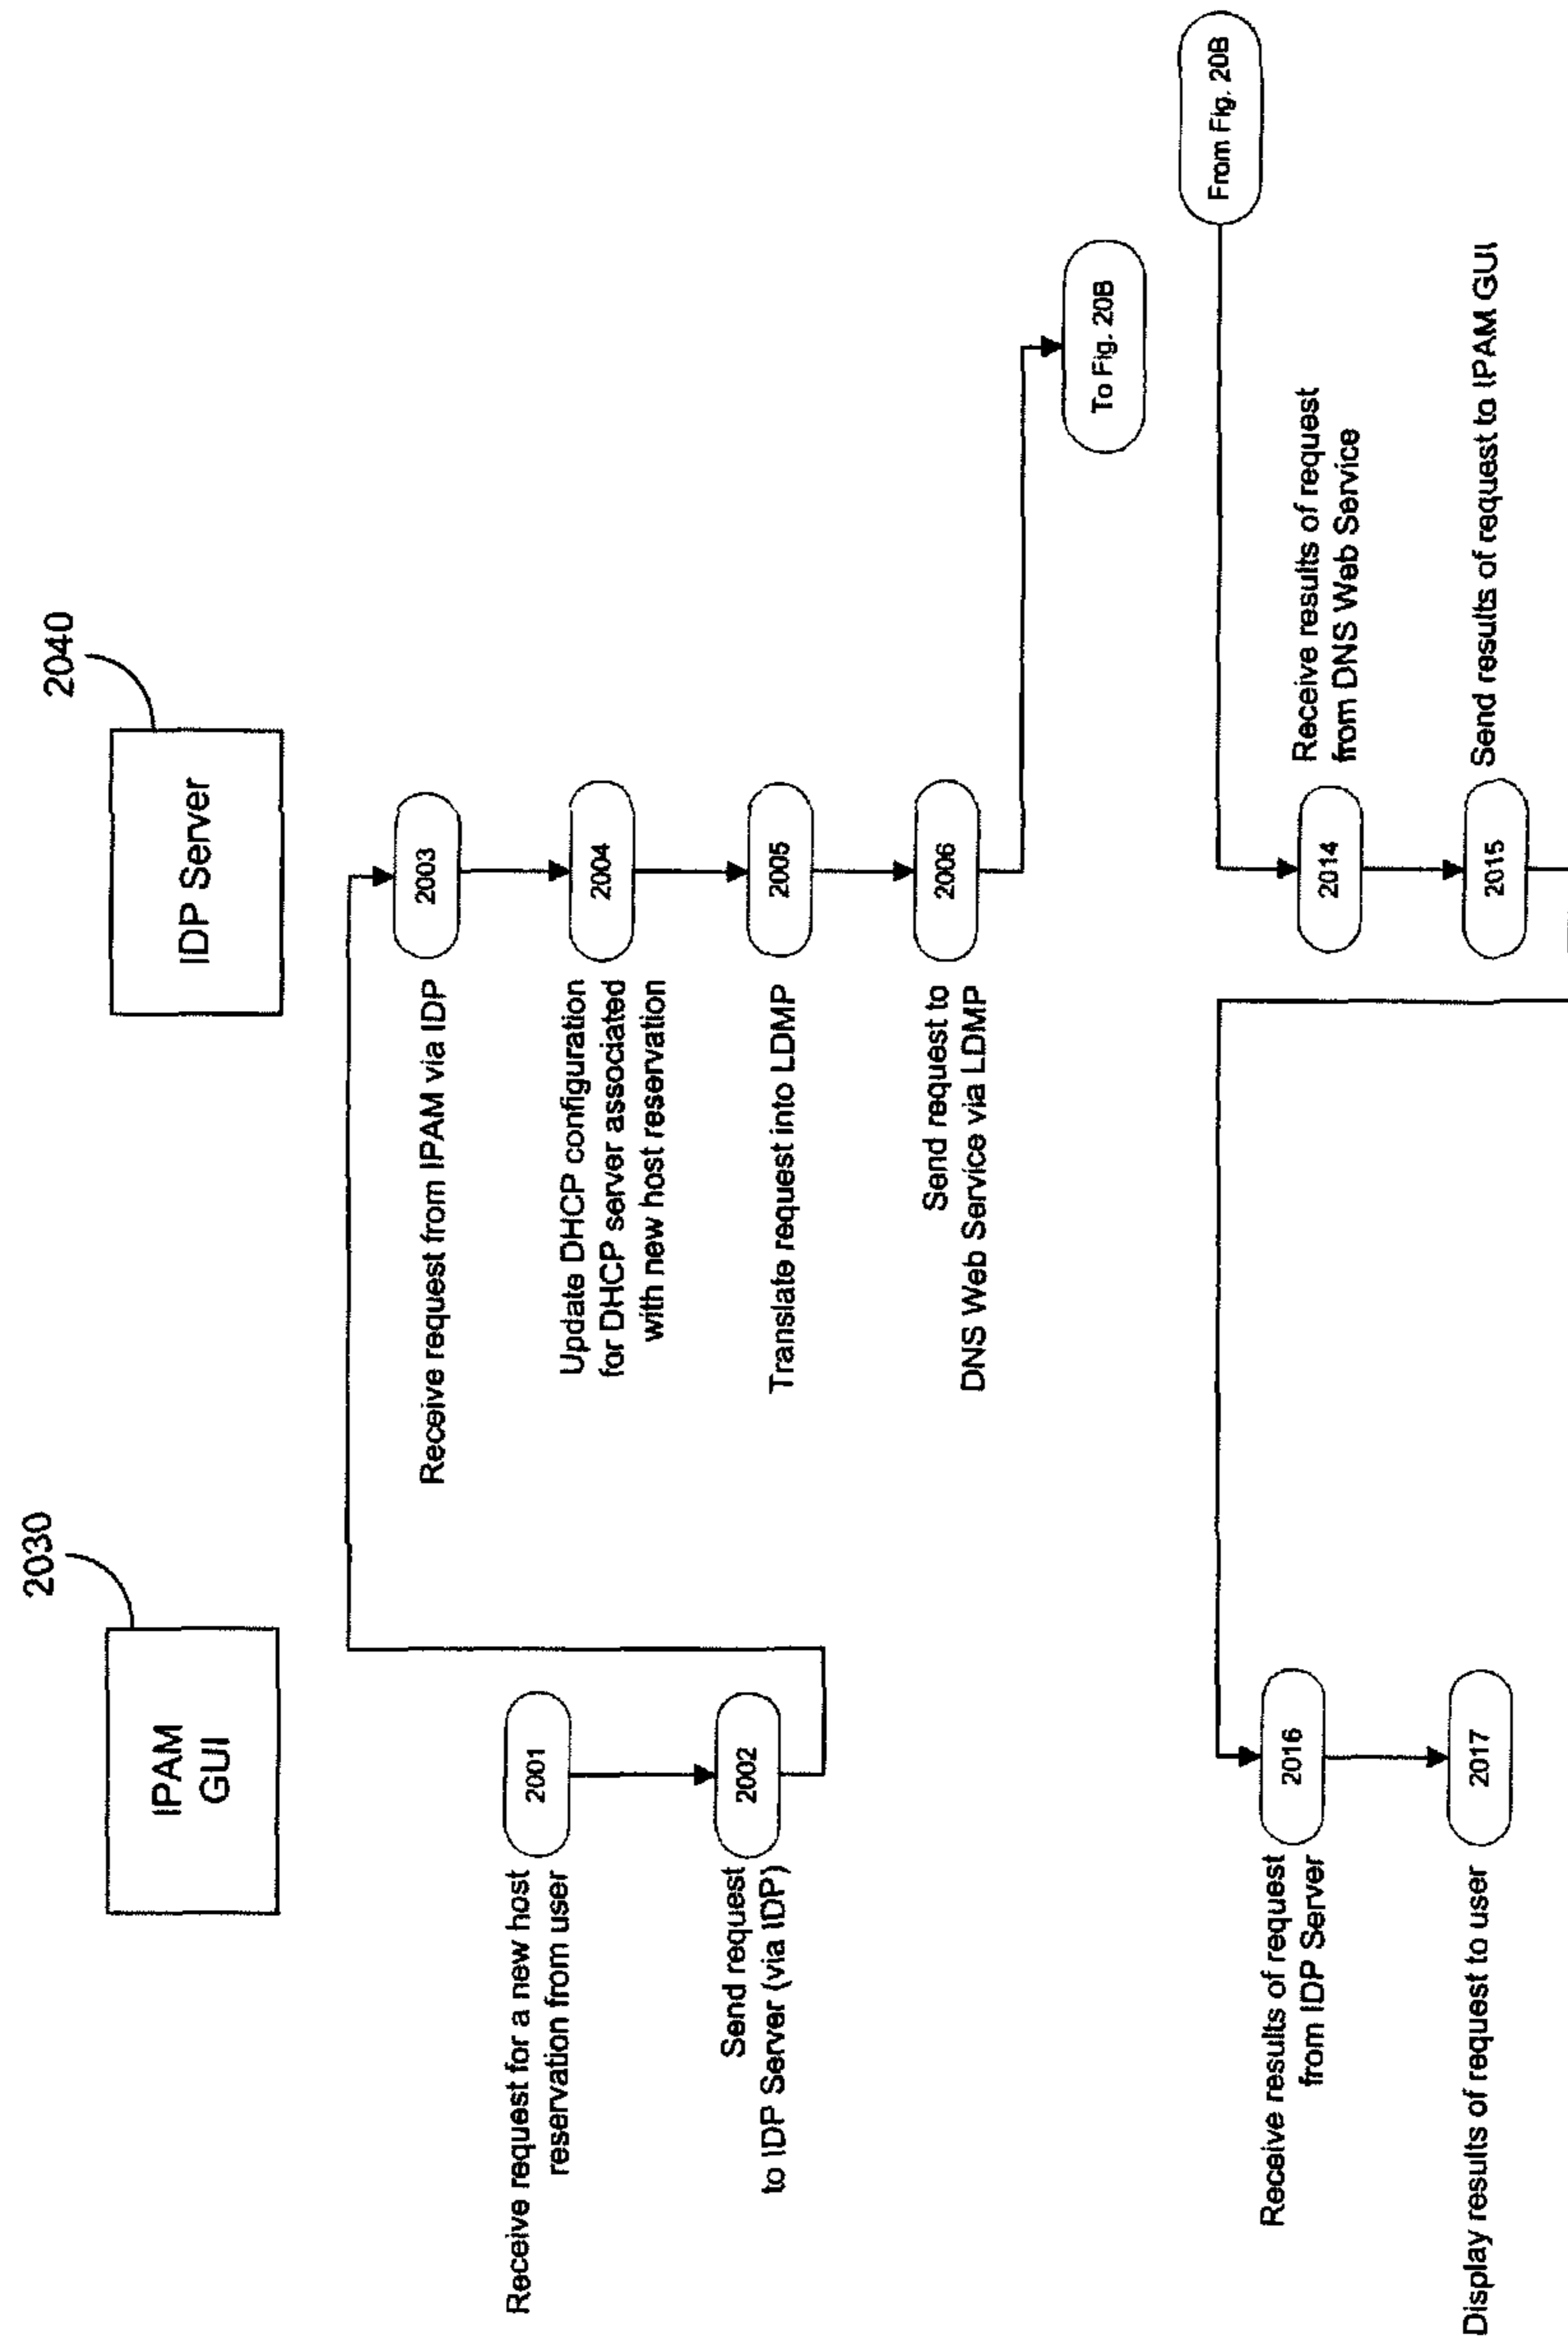 2030
IPAM
GUI
2040
IDP Server
Receive request for a new host
reservation from user
2001
Send request
to IDP Server (via IDP)
2002
Receive request from IPAM via IDP
2003
Update DHCP configuration
for DHCP server associated
with new host reservation
2004
Translate request into LDMP
2005
Send request to
DNS Web Service via LDMP
2006
To Fig. 20B
From Fig. 20B
2014
Receive results of request
from DNS Web Service
2015
Send results of request to IPAM GUI
Receive results of request
from IDP Server
2016
Display results of request to user
2017